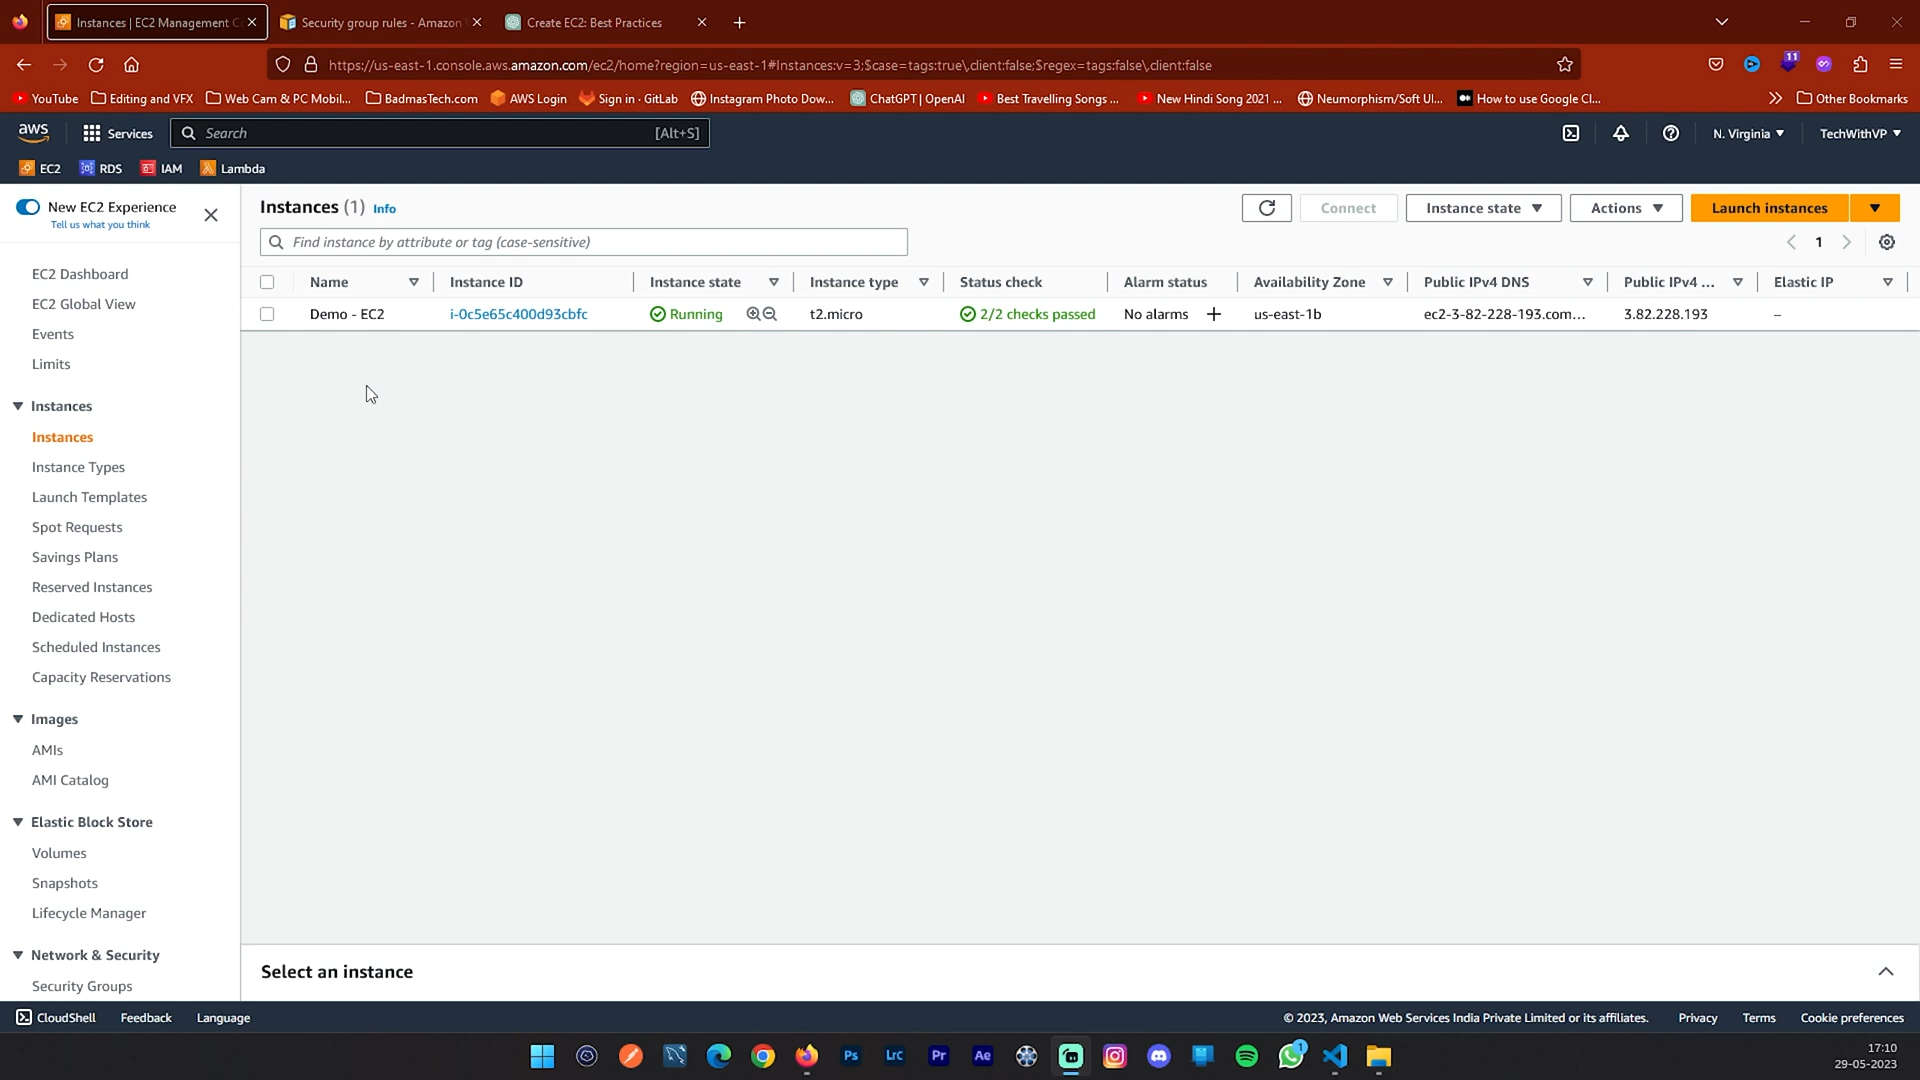 Instances | EC2 Management C
Security group rules - Amazon
Create EC2: Best Practices
https://us-east-1.console.aws.amazon.com/ec2/home?region=us-east-1#Instances:v=3;$case=tags:true\,client:false;$regex=tags:false\,client:false
11
YouTube
Editing and VFX
Web Cam & PC Mobil...
BadmasTech.com
AWS Login
Sign in · GitLab
Instagram Photo Dow...
ChatGPT | OpenAI
Best Travelling Songs ...
New Hindi Song 2021 ...
Neumorphism/Soft UI...
How to use Google Cl...
Other Bookmarks
aws
Services
Search
[Alt+S]
N. Virginia
TechWithVP
EC2
RDS
IAM
Lambda
New EC2 Experience
Tell us what you think
EC2 Dashboard
EC2 Global View
Events
Limits
Instances
Instances
Instance Types
Launch Templates
Spot Requests
Savings Plans
Reserved Instances
Dedicated Hosts
Scheduled Instances
Capacity Reservations
Images
AMIs
AMI Catalog
Elastic Block Store
Volumes
Snapshots
Lifecycle Manager
Network & Security
Security Groups
Instances (1) Info
Connect
Instance state
Actions
Launch instances
Find instance by attribute or tag (case-sensitive)
1
Name
Instance ID
Instance state
Instance type
Status check
Alarm status
Availability Zone
Public IPv4 DNS
Public IPv4 ...
Elastic IP
Demo - EC2
i-0c5e65c400d93cbfc
Running
t2.micro
2/2 checks passed
No alarms
us-east-1b
ec2-3-82-228-193.com...
3.82.228.193
–
Select an instance
CloudShell
Feedback
Language
© 2023, Amazon Web Services India Private Limited or its affiliates.
Privacy
Terms
Cookie preferences
Ps
LrC
Pr
Ae
1
17:10
29-05-2023